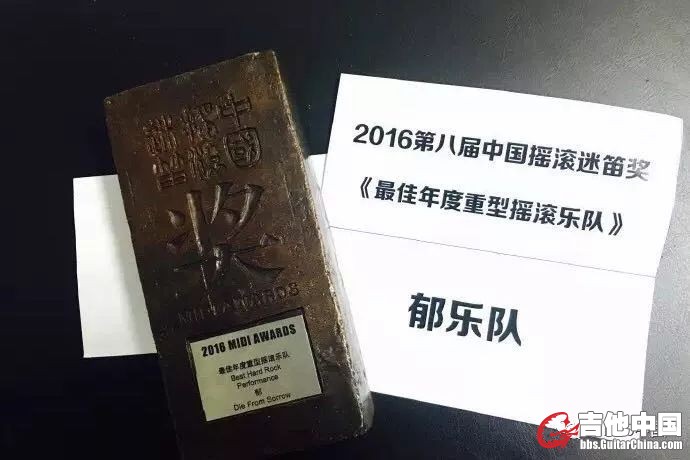 中國
摇滚
迷笛
奖
MIDI AWARDS
2016 MIDI AWARDS
最佳年度重型摇滚乐队
Best Hard Rock
Performance
郁
Die From Sorrow
2016第八届中国摇滚迷笛奖
《最佳年度重型摇滚乐队》
郁乐队
吉他中国
bbs.GuitarChina.com